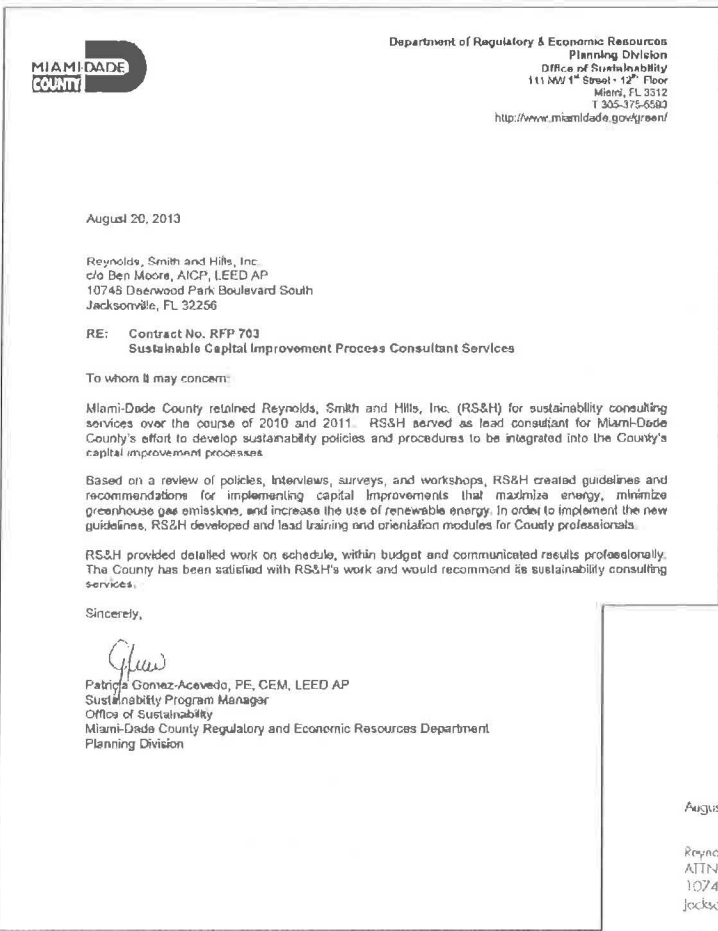 MIAMI-DADE
COUNTY
Department of Regulatory & Economic Resources
Planning Division
Office of Sustainability
111 NW 1st Street • 12th Floor
Miami, FL 3312
T 305-375-5593
http://www.miamidade.gov/green/
August 20, 2013
Reynolds, Smith and Hills, Inc.
c/o Ben Moore, AICP, LEED AP
10748 Deerwood Park Boulevard South
Jacksonville, FL 32256
RE: Contract No. RFP 703
Sustainable Capital Improvement Process Consultant Services
To whom it may concern:
Miami-Dade County retained Reynolds, Smith and Hills, Inc. (RS&H) for sustainability consulting
services over the course of 2010 and 2011. RS&H served as lead consultant for Miami-Dade
County's effort to develop sustainability policies and procedures to be integrated into the County's
capital improvement processes.
Based on a review of policies, interviews, surveys, and workshops, RS&H created guidelines and
recommendations for implementing capital improvements that maximize energy, minimize
greenhouse gas emissions, and increase the use of renewable energy. In order to implement the new
guidelines, RS&H developed and lead training and orientation modules for County professionals.
RS&H provided detailed work on schedule, within budget and communicated results professionally.
The County has been satisfied with RS&H's work and would recommend its sustainability consulting
services.
Sincerely,
Patricia Gomez-Acevedo, PE, CEM, LEED AP
Sustainability Program Manager
Office of Sustainability
Miami-Dade County Regulatory and Economic Resources Department
Planning Division
Augus
Reyno
ATTN
1074
Jackso